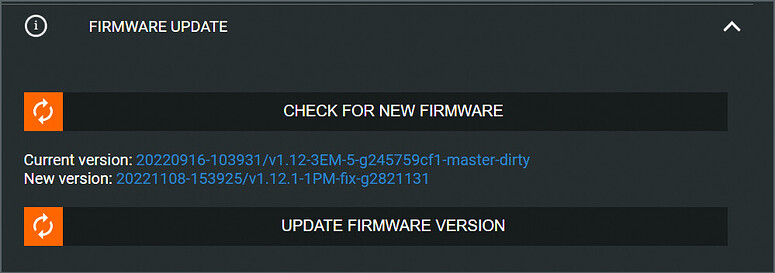 FIRMWARE UPDATE
CHECK FOR NEW FIRMWARE
Current version: 20220916-103931/v1.12-3EM-5-g245759cf1-master-dirty
New version: 20221108-153925/v1.12.1-1PM-fix-g2821131
UPDATE FIRMWARE VERSION